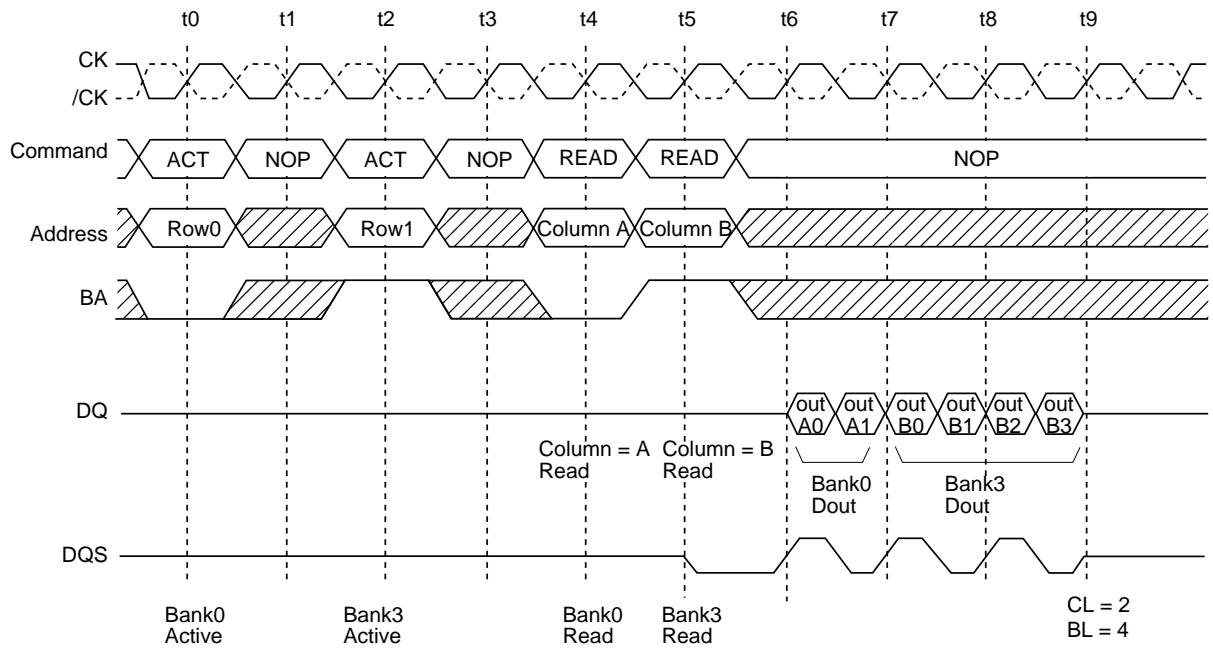 t0 t1 t2 t3 t4 t5 t6 t7 t8 t9
CK
/CK
Command ACT NOP ACT NOP READ READ NOP
Address Row0 Row1 Column A Column B
BA
DQ out A0 out A1 out B0 out B1 out B2 out B3
Column = A Read
Column = B Read
Bank0 Dout
Bank3 Dout
DQS
Bank0 Active
Bank3 Active
Bank0 Read
Bank3 Read
CL = 2
BL = 4